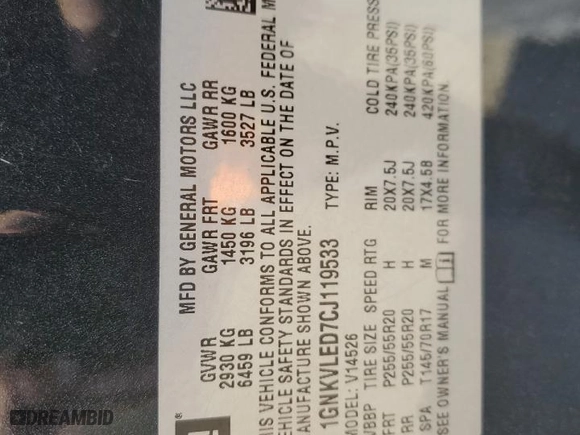 MFD BY GENERAL MOTORS LLC
GVWR GAWR FRT GAWR RR
2930 KG 1450 KG 1600 KG
6459 LB 3196 LB 3527 LB
HIS VEHICLE CONFORMS TO ALL APPLICABLE U.S. FEDERAL M
EHICLE SAFETY STANDARDS IN EFFECT ON THE DATE OF
ANUFACTURE SHOWN ABOVE.
1GNKVLED7CJ119533 TYPE: M.P.V.
MODEL: V14526
VBBP TIRE SIZE SPEED RTG RIM COLD TIRE PRESS
FRT P255/55R20 H 20X7.5J 240KPA(35PSI)
RR P255/55R20 H 20X7.5J 240KPA(35PSI)
SPA T145/70R17 M 17X4.5B 420KPA(60PSI)
SEE OWNER'S MANUAL FOR MORE INFORMATION.
®
DREAMBID